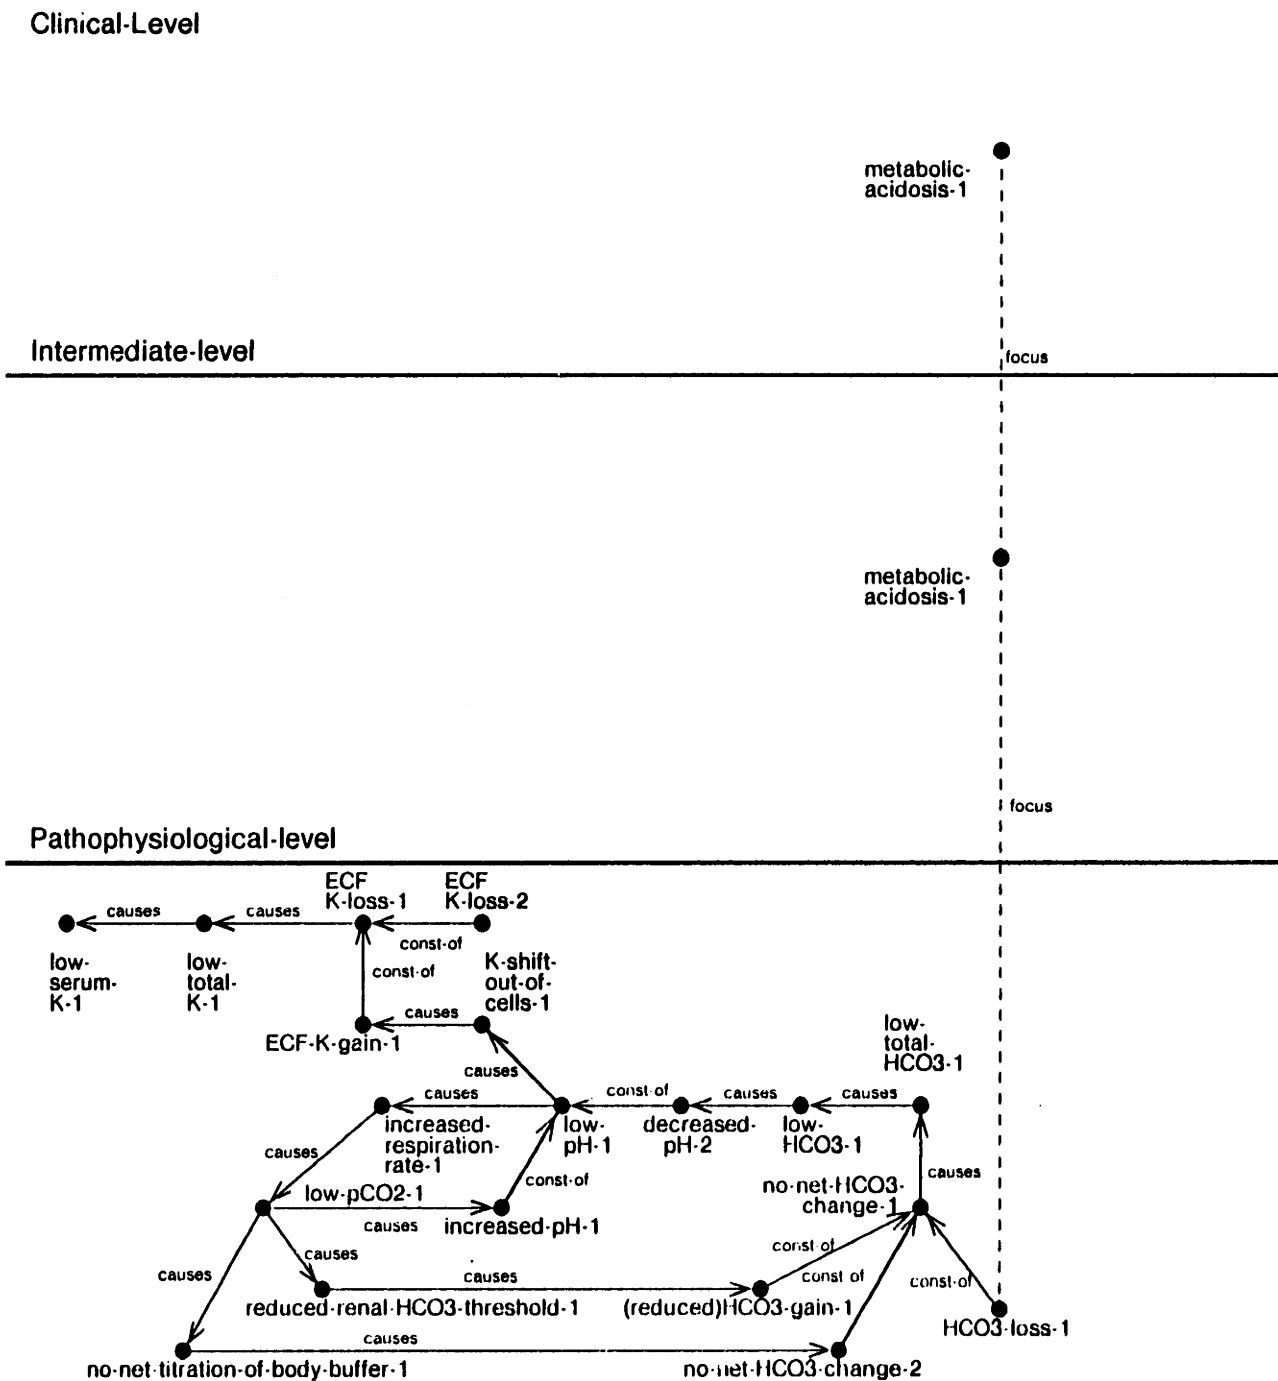 Clinical-Level
metabolic-
acidosis-1
Intermediate-level
focus
metabolic-
acidosis-1
focus
Pathophysiological-level
ECF
K-loss-1
ECF
K-loss-2
causes
causes
const-of
low-
serum-
K-1
low-
total-
K-1
const-of
K-shift-
out-of-
cells-1
causes
ECF-K-gain-1
low-
total-
HCO3-1
causes
causes
const-of
causes
causes
increased-
respiration-
rate-1
low-
pH-1
decreased-
pH-2
low-
HCO3-1
causes
causes
low-pCO2-1
const-of
no-net-HCO3-
change-1
causes
increased-pH-1
causes
const-of
causes
causes
const of
const-of
reduced-renal-HCO3-threshold-1
(reduced)HCO3-gain-1
HCO3-loss-1
causes
no-net-titration-of-body-buffer-1
no-net-HCO3-change-2